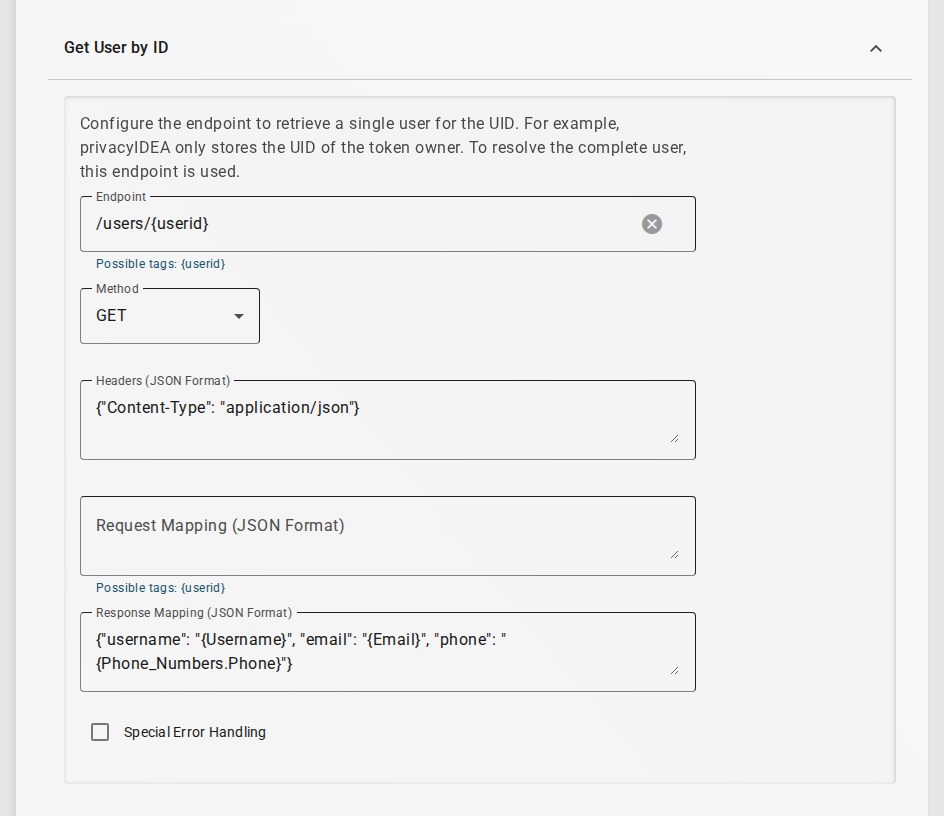 Get User by ID
Configure the endpoint to retrieve a single user for the UID. For example,
privacyIDEA only stores the UID of the token owner. To resolve the complete user,
this endpoint is used.
Endpoint
/users/{userid}
Possible tags: {userid}
Method
GET
Headers (JSON Format)
{"Content-Type": "application/json"}
Request Mapping (JSON Format)
Possible tags: {userid}
Response Mapping (JSON Format)
{"username": "{Username}", "email": "{Email}", "phone": "
{Phone_Numbers.Phone}"}
Special Error Handling